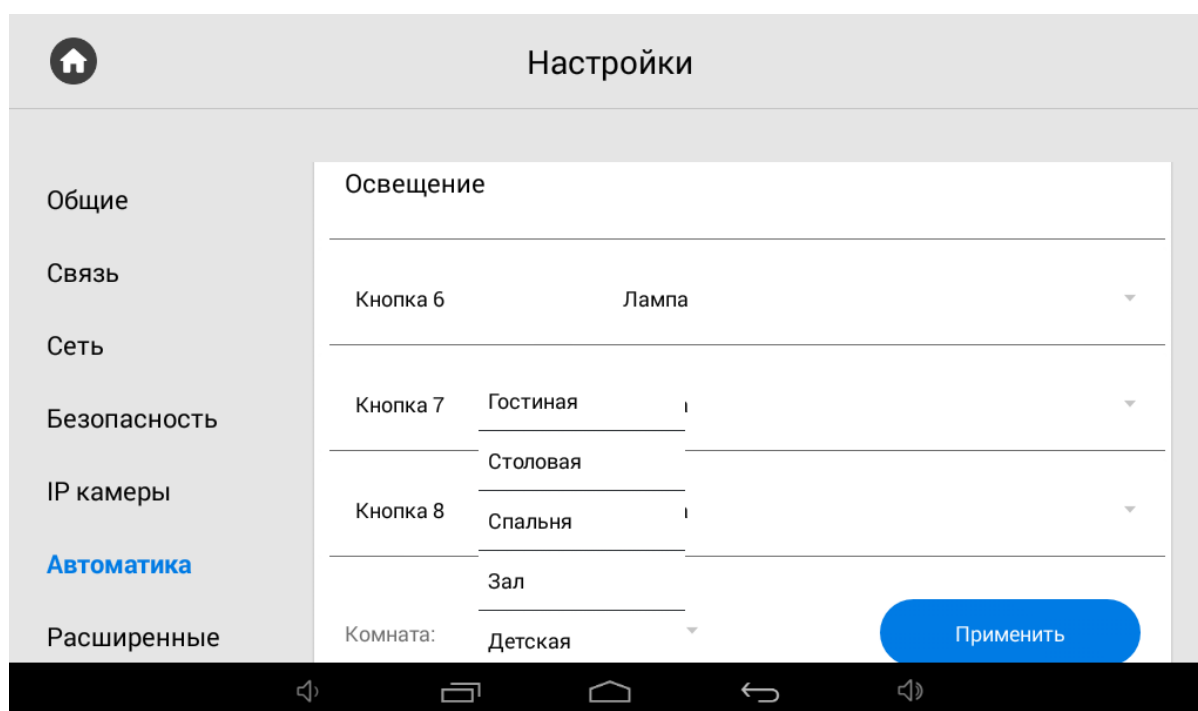 Настройки
Общие
Связь
Сеть
Безопасность
IP камеры
Автоматика
Расширенные
Освещение
Кнопка 6 Лампа
Кнопка 7
Кнопка 8
Гостиная
Столовая
Спальня
Зал
Детская
Комната:
Применить